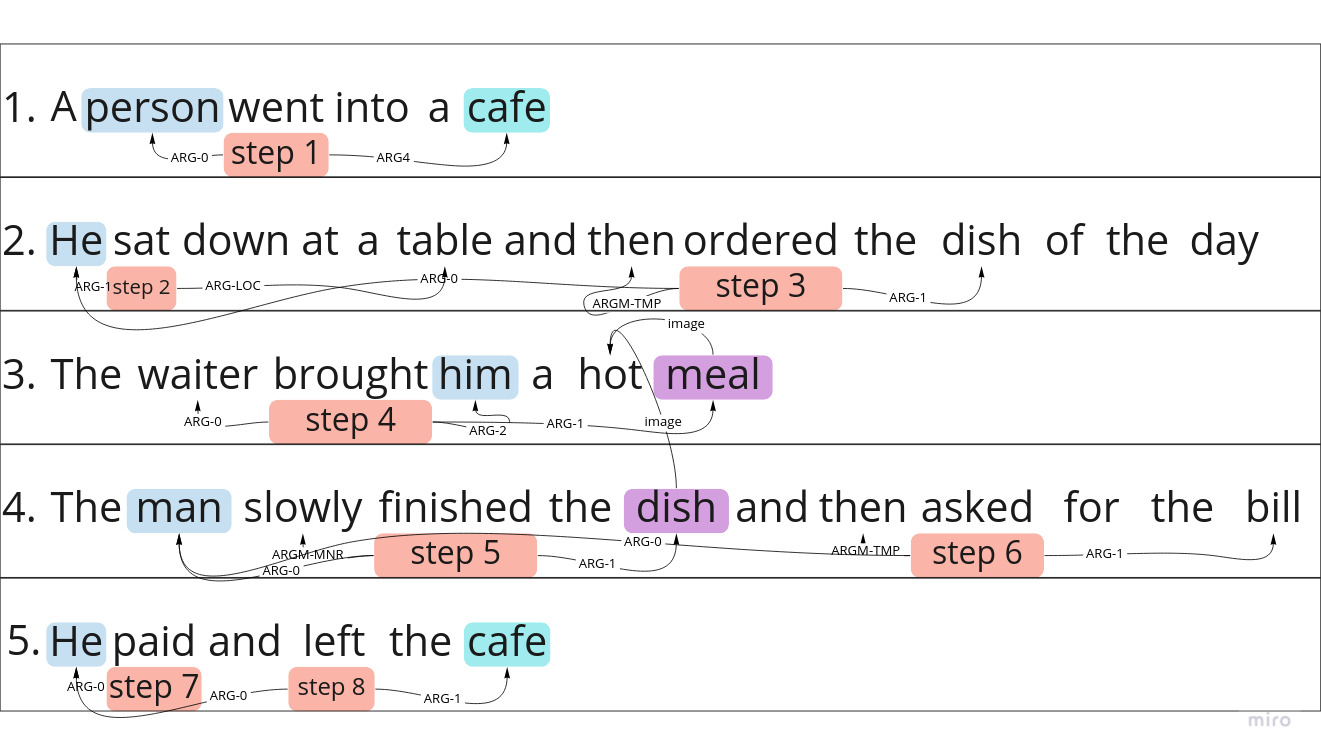 1. A person went into a cafe
ARG-0 step 1 ARG4
2. He sat down at a table and then ordered the dish of the day
ARG-1 step 2 ARG-LOC ARG-0 ARGM-TMP step 3 ARG-1
image
3. The waiter brought him a hot meal
ARG-0 step 4 ARG-2 ARG-1 image
4. The man slowly finished the dish and then asked for the bill
ARG-0 ARGM-MNR step 5 ARG-1 ARG-0 ARGM-TMP step 6 ARG-1
5. He paid and left the cafe
ARG-0 step 7 ARG-0 step 8 ARG-1
miro